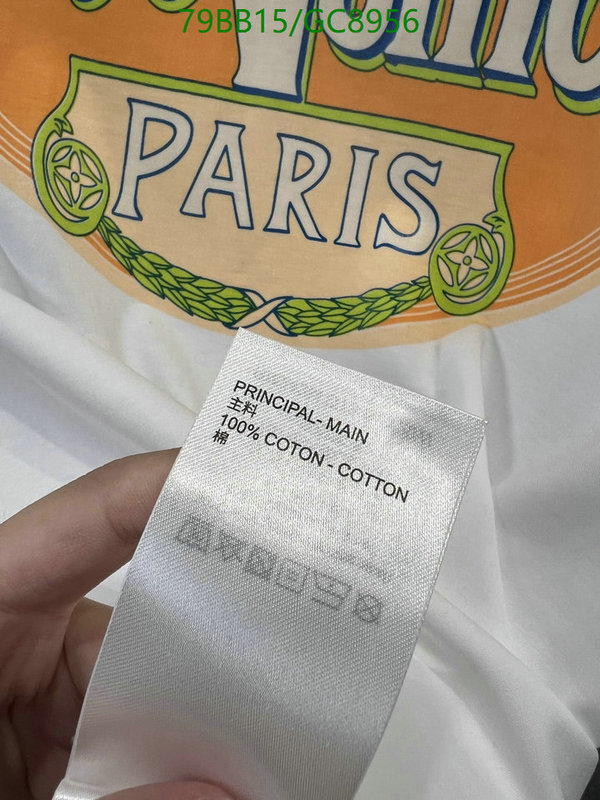 79BB15/GC8956
PARIS
PRINCIPAL- MAIN
主料
100% COTON - COTTON
棉